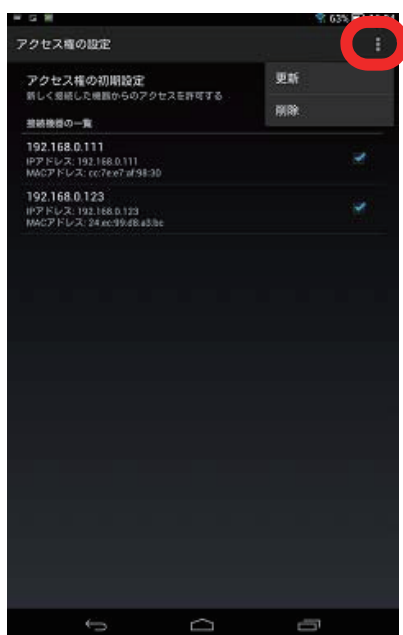 63%
アクセス権の設定
更新
削除
アクセス権の初期設定
新しく接続した機器からのアクセスを許可する
接続機器の一覧
192.168.0.111
IPアドレス: 192.168.0.111
MACアドレス: cc:7e:e7:af:98:30
192.168.0.123
IPアドレス: 192.168.0.123
MACアドレス: 24:ec:99:d8:a3:bc